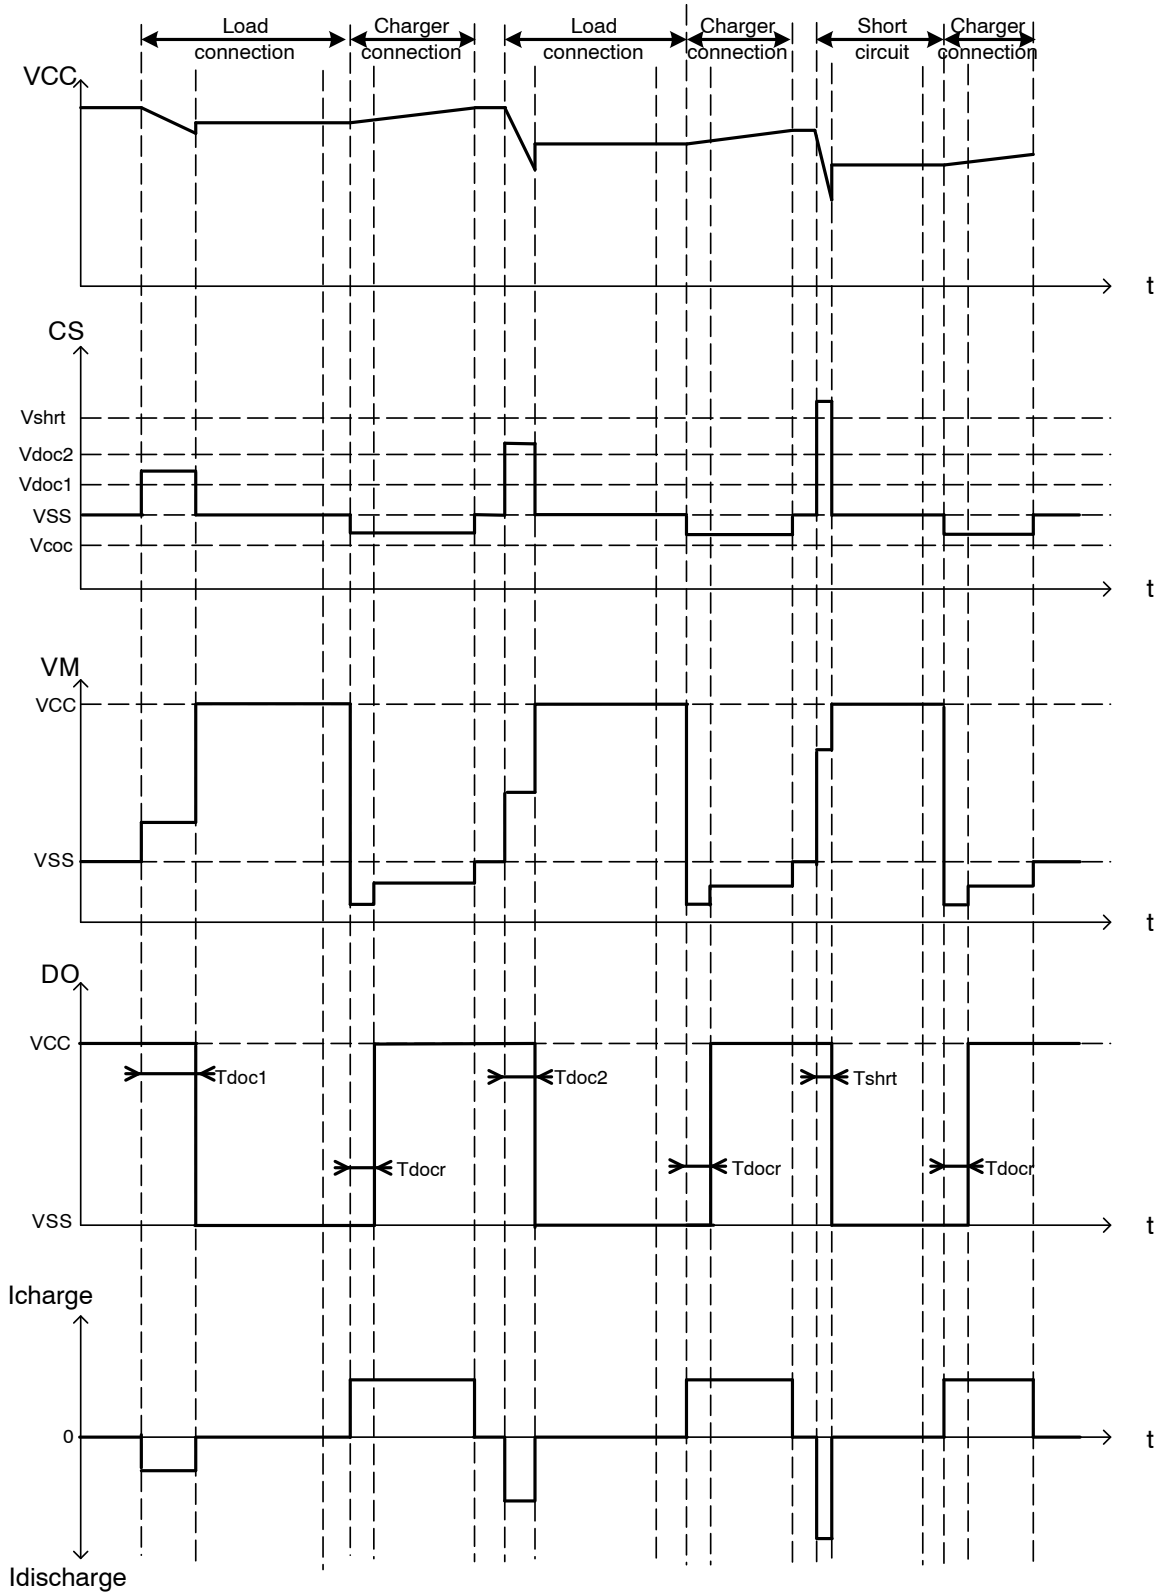 Load
connection
Charger
connection
Load
connection
Charger
connection
Short
circuit
Charger
connection
VCC
t
CS
Vshrt
Vdoc2
Vdoc1
VSS
Vcoc
t
VM
VCC
VSS
t
DO
VCC
Tdoc1
Tdoc2
Tshrt
Tdocr
Tdocr
Tdocr
VSS
t
Icharge
0
t
Idischarge